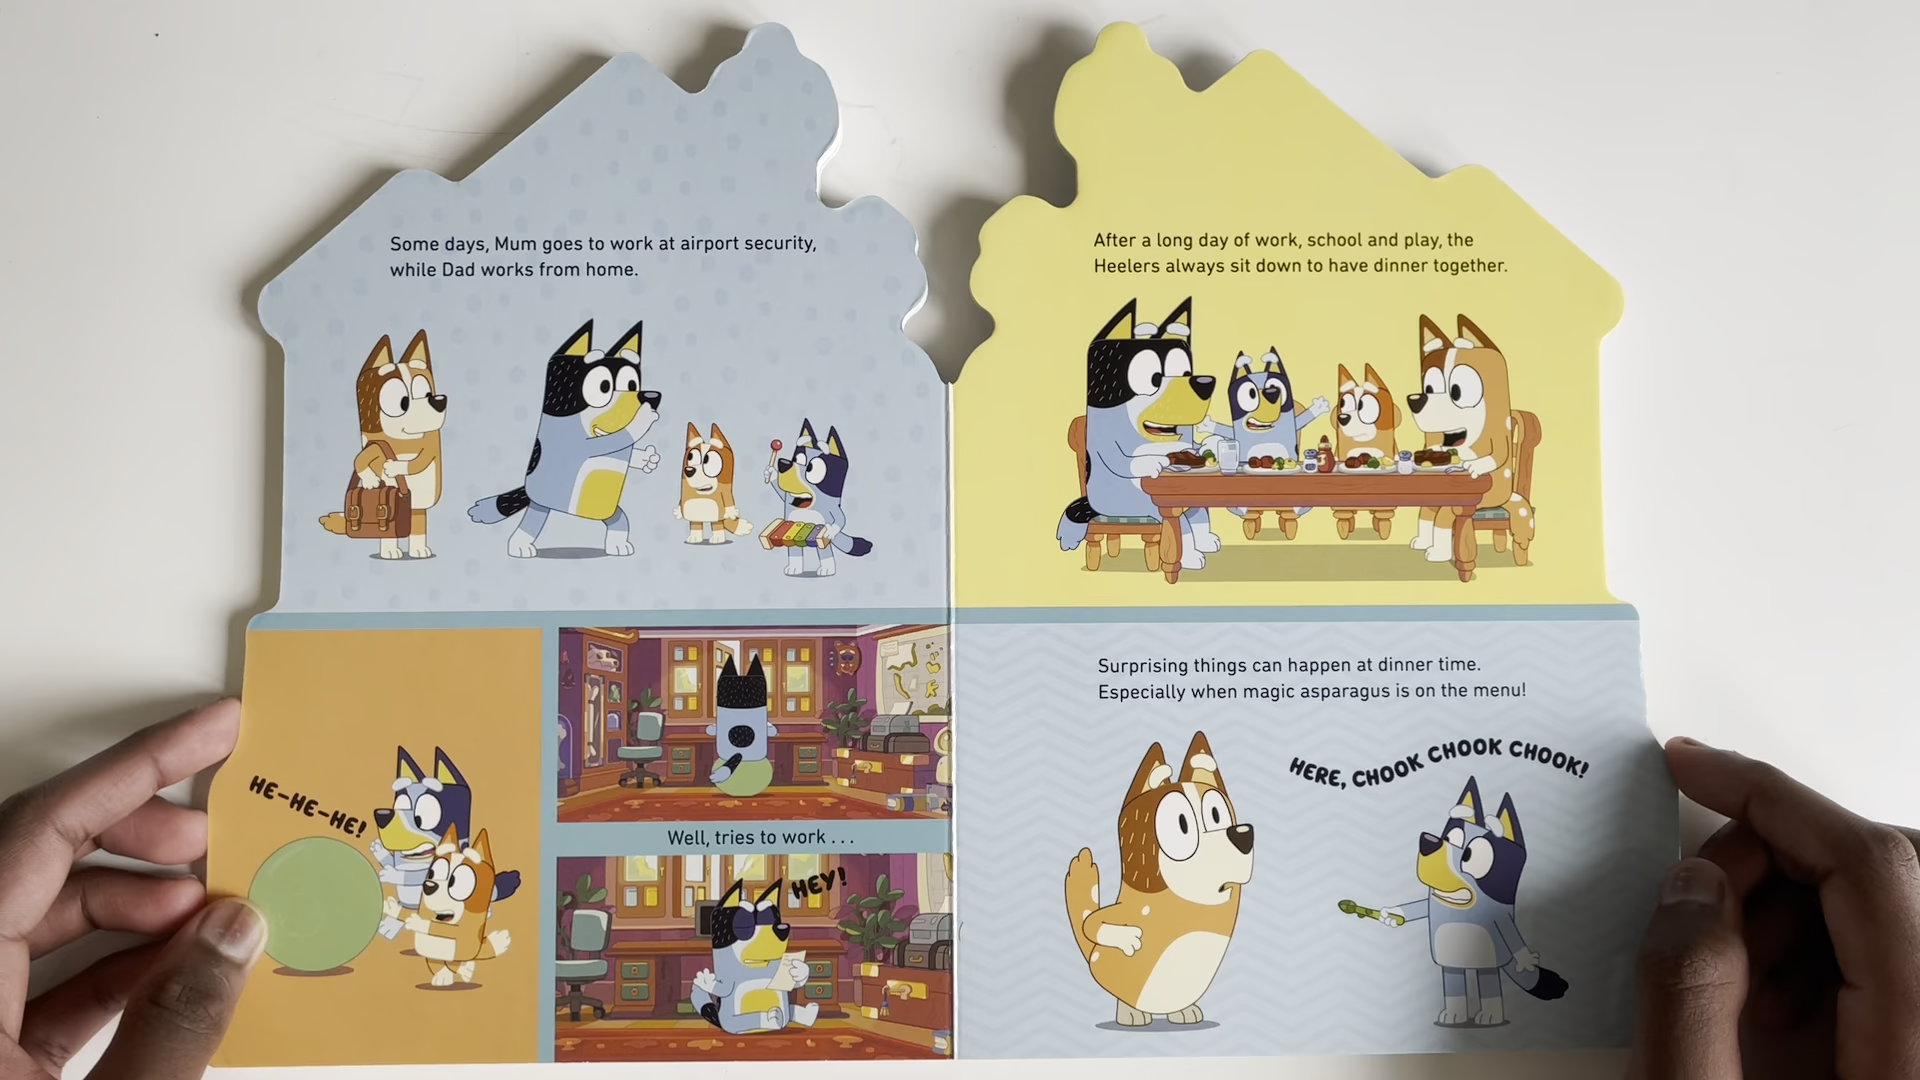 Some days, Mum goes to work at airport security,
while Dad works from home.
HE-HE-HE!
Well, tries to work . . .
HEY!
After a long day of work, school and play, the
Heelers always sit down to have dinner together.
Surprising things can happen at dinner time.
Especially when magic asparagus is on the menu!
HERE, CHOOK CHOOK CHOOK!